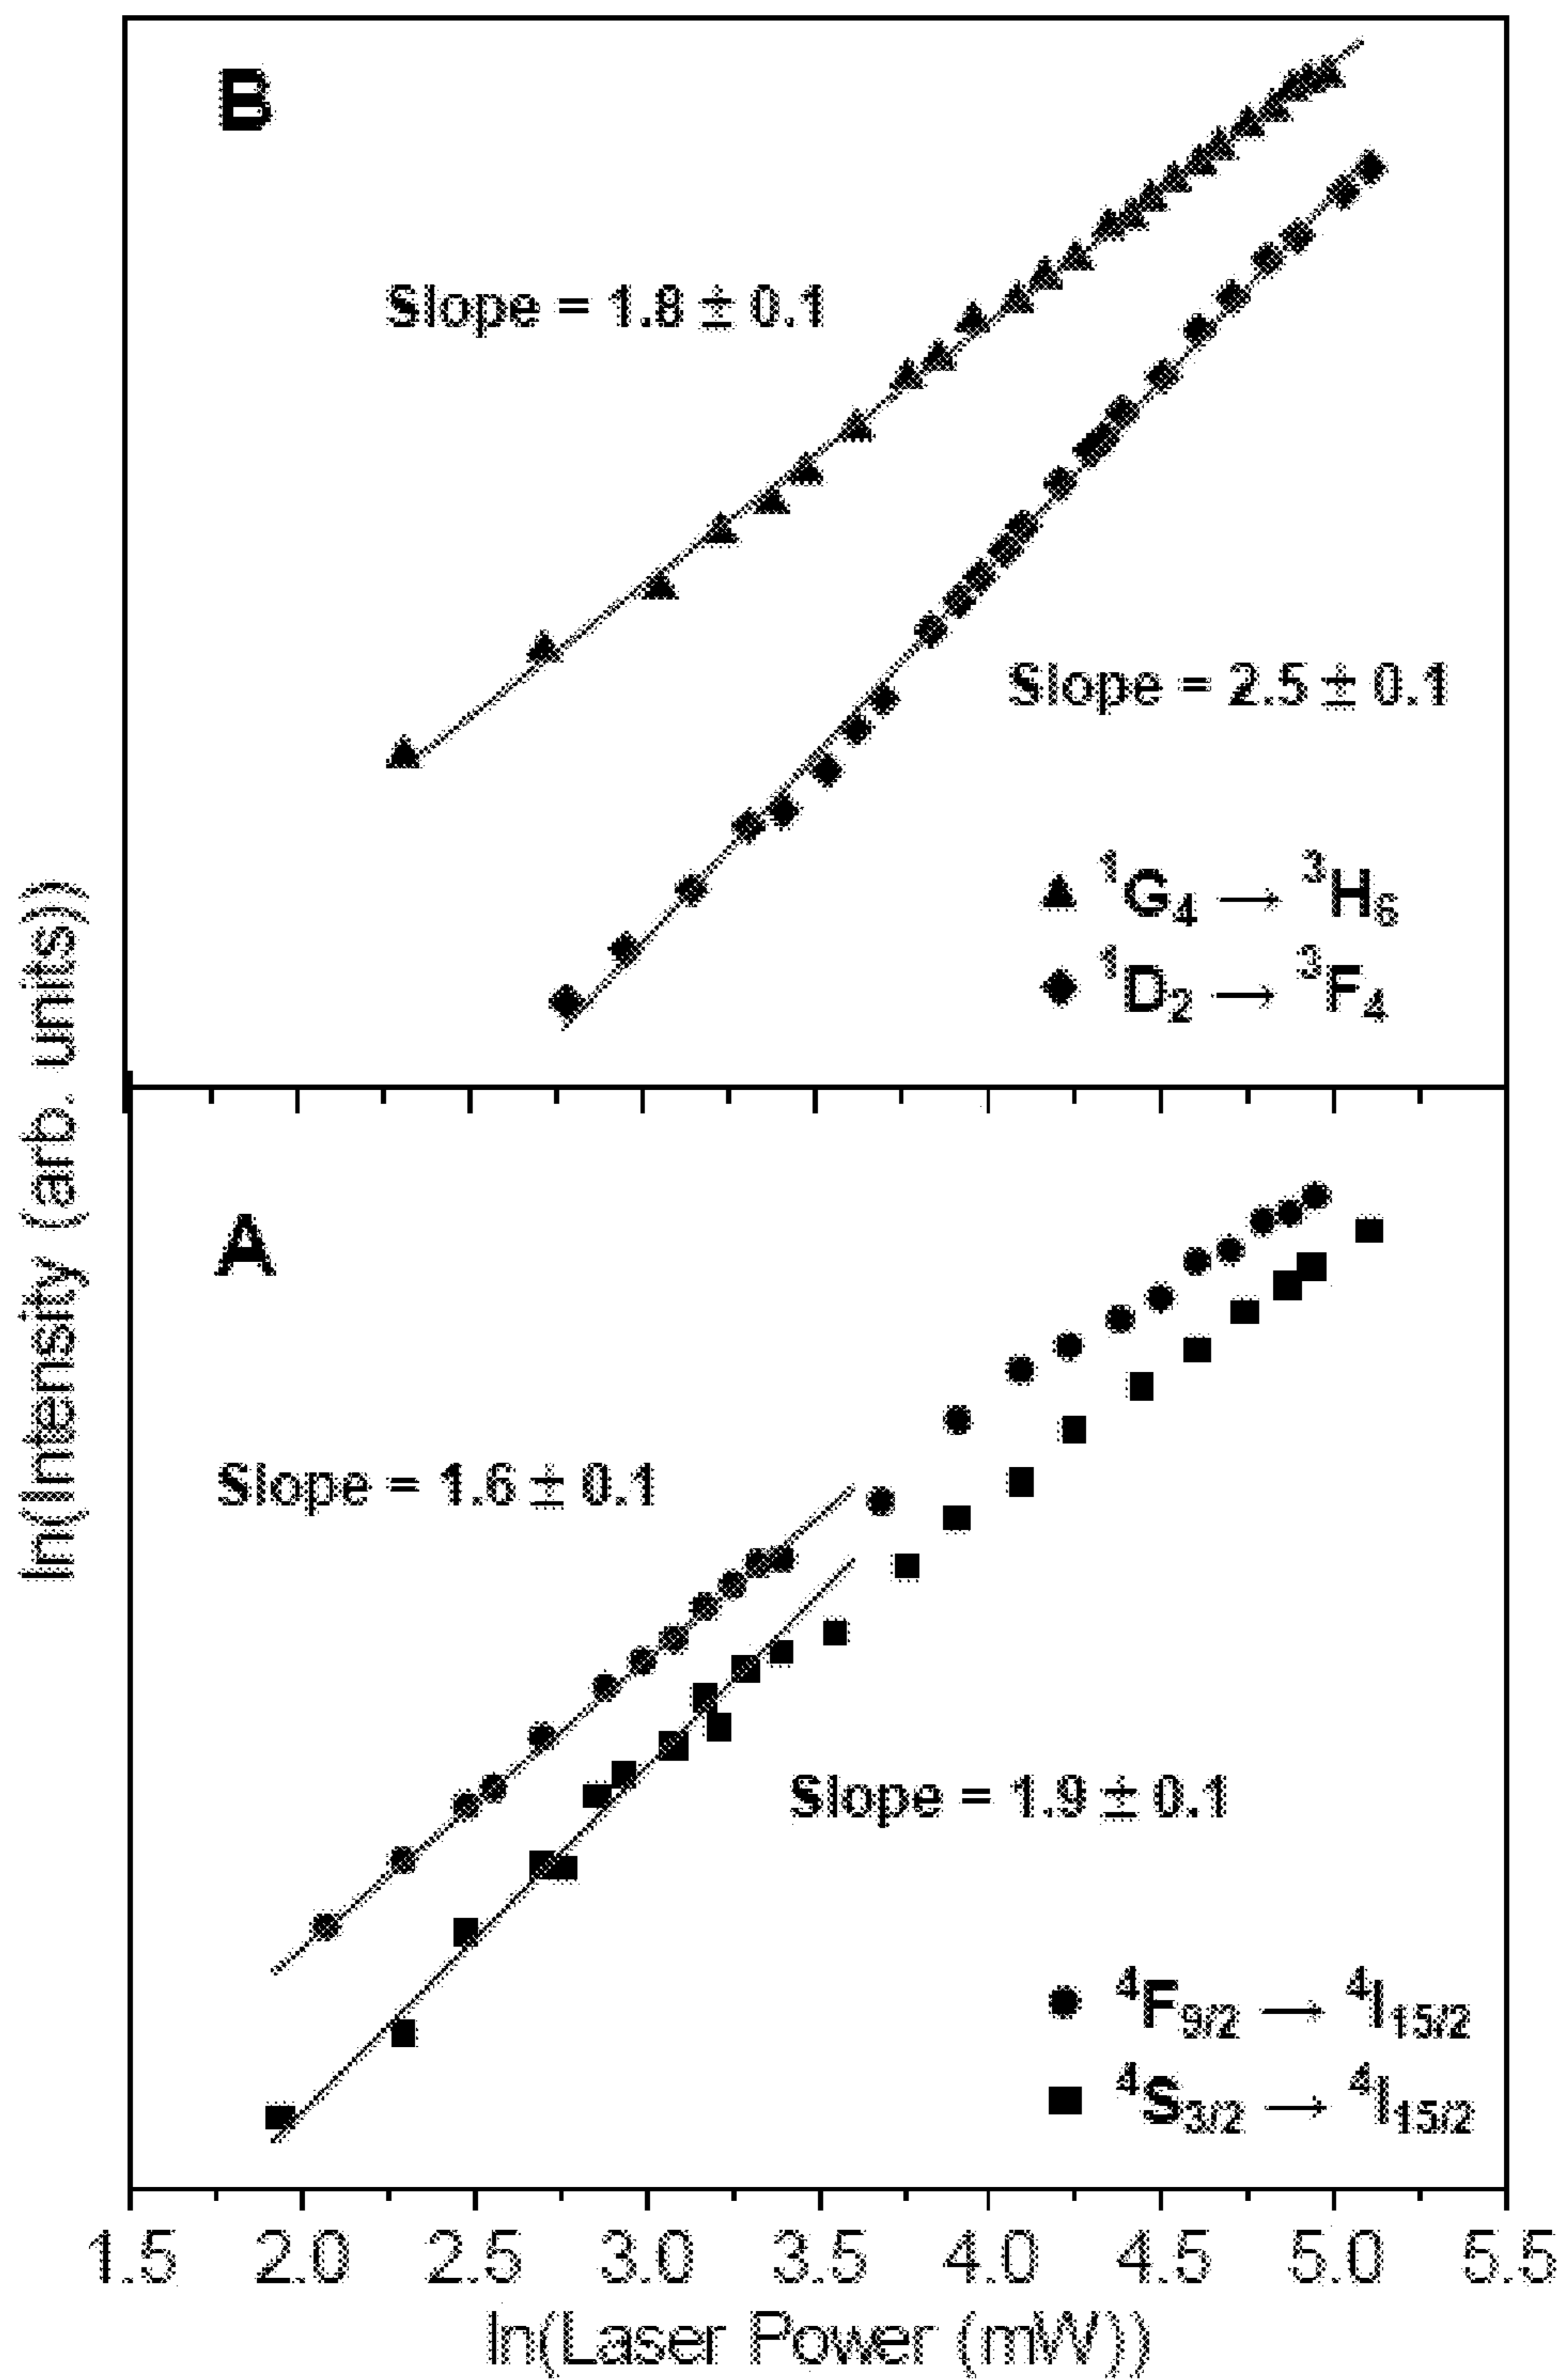 B
Slope = 1.8 ± 0.1
Slope = 2.5 ± 0.1
¹G₄ → ³H₆
¹D₂ → ³F₄
ln(Intensity (arb. units))
A
Slope = 1.6 ± 0.1
Slope = 1.9 ± 0.1
⁴F₉/₂ → ⁴I₁₅/₂
⁴S₃/₂ → ⁴I₁₅/₂
1.5 2.0 2.5 3.0 3.5 4.0 4.5 5.0 5.5
ln(Laser Power (mW))